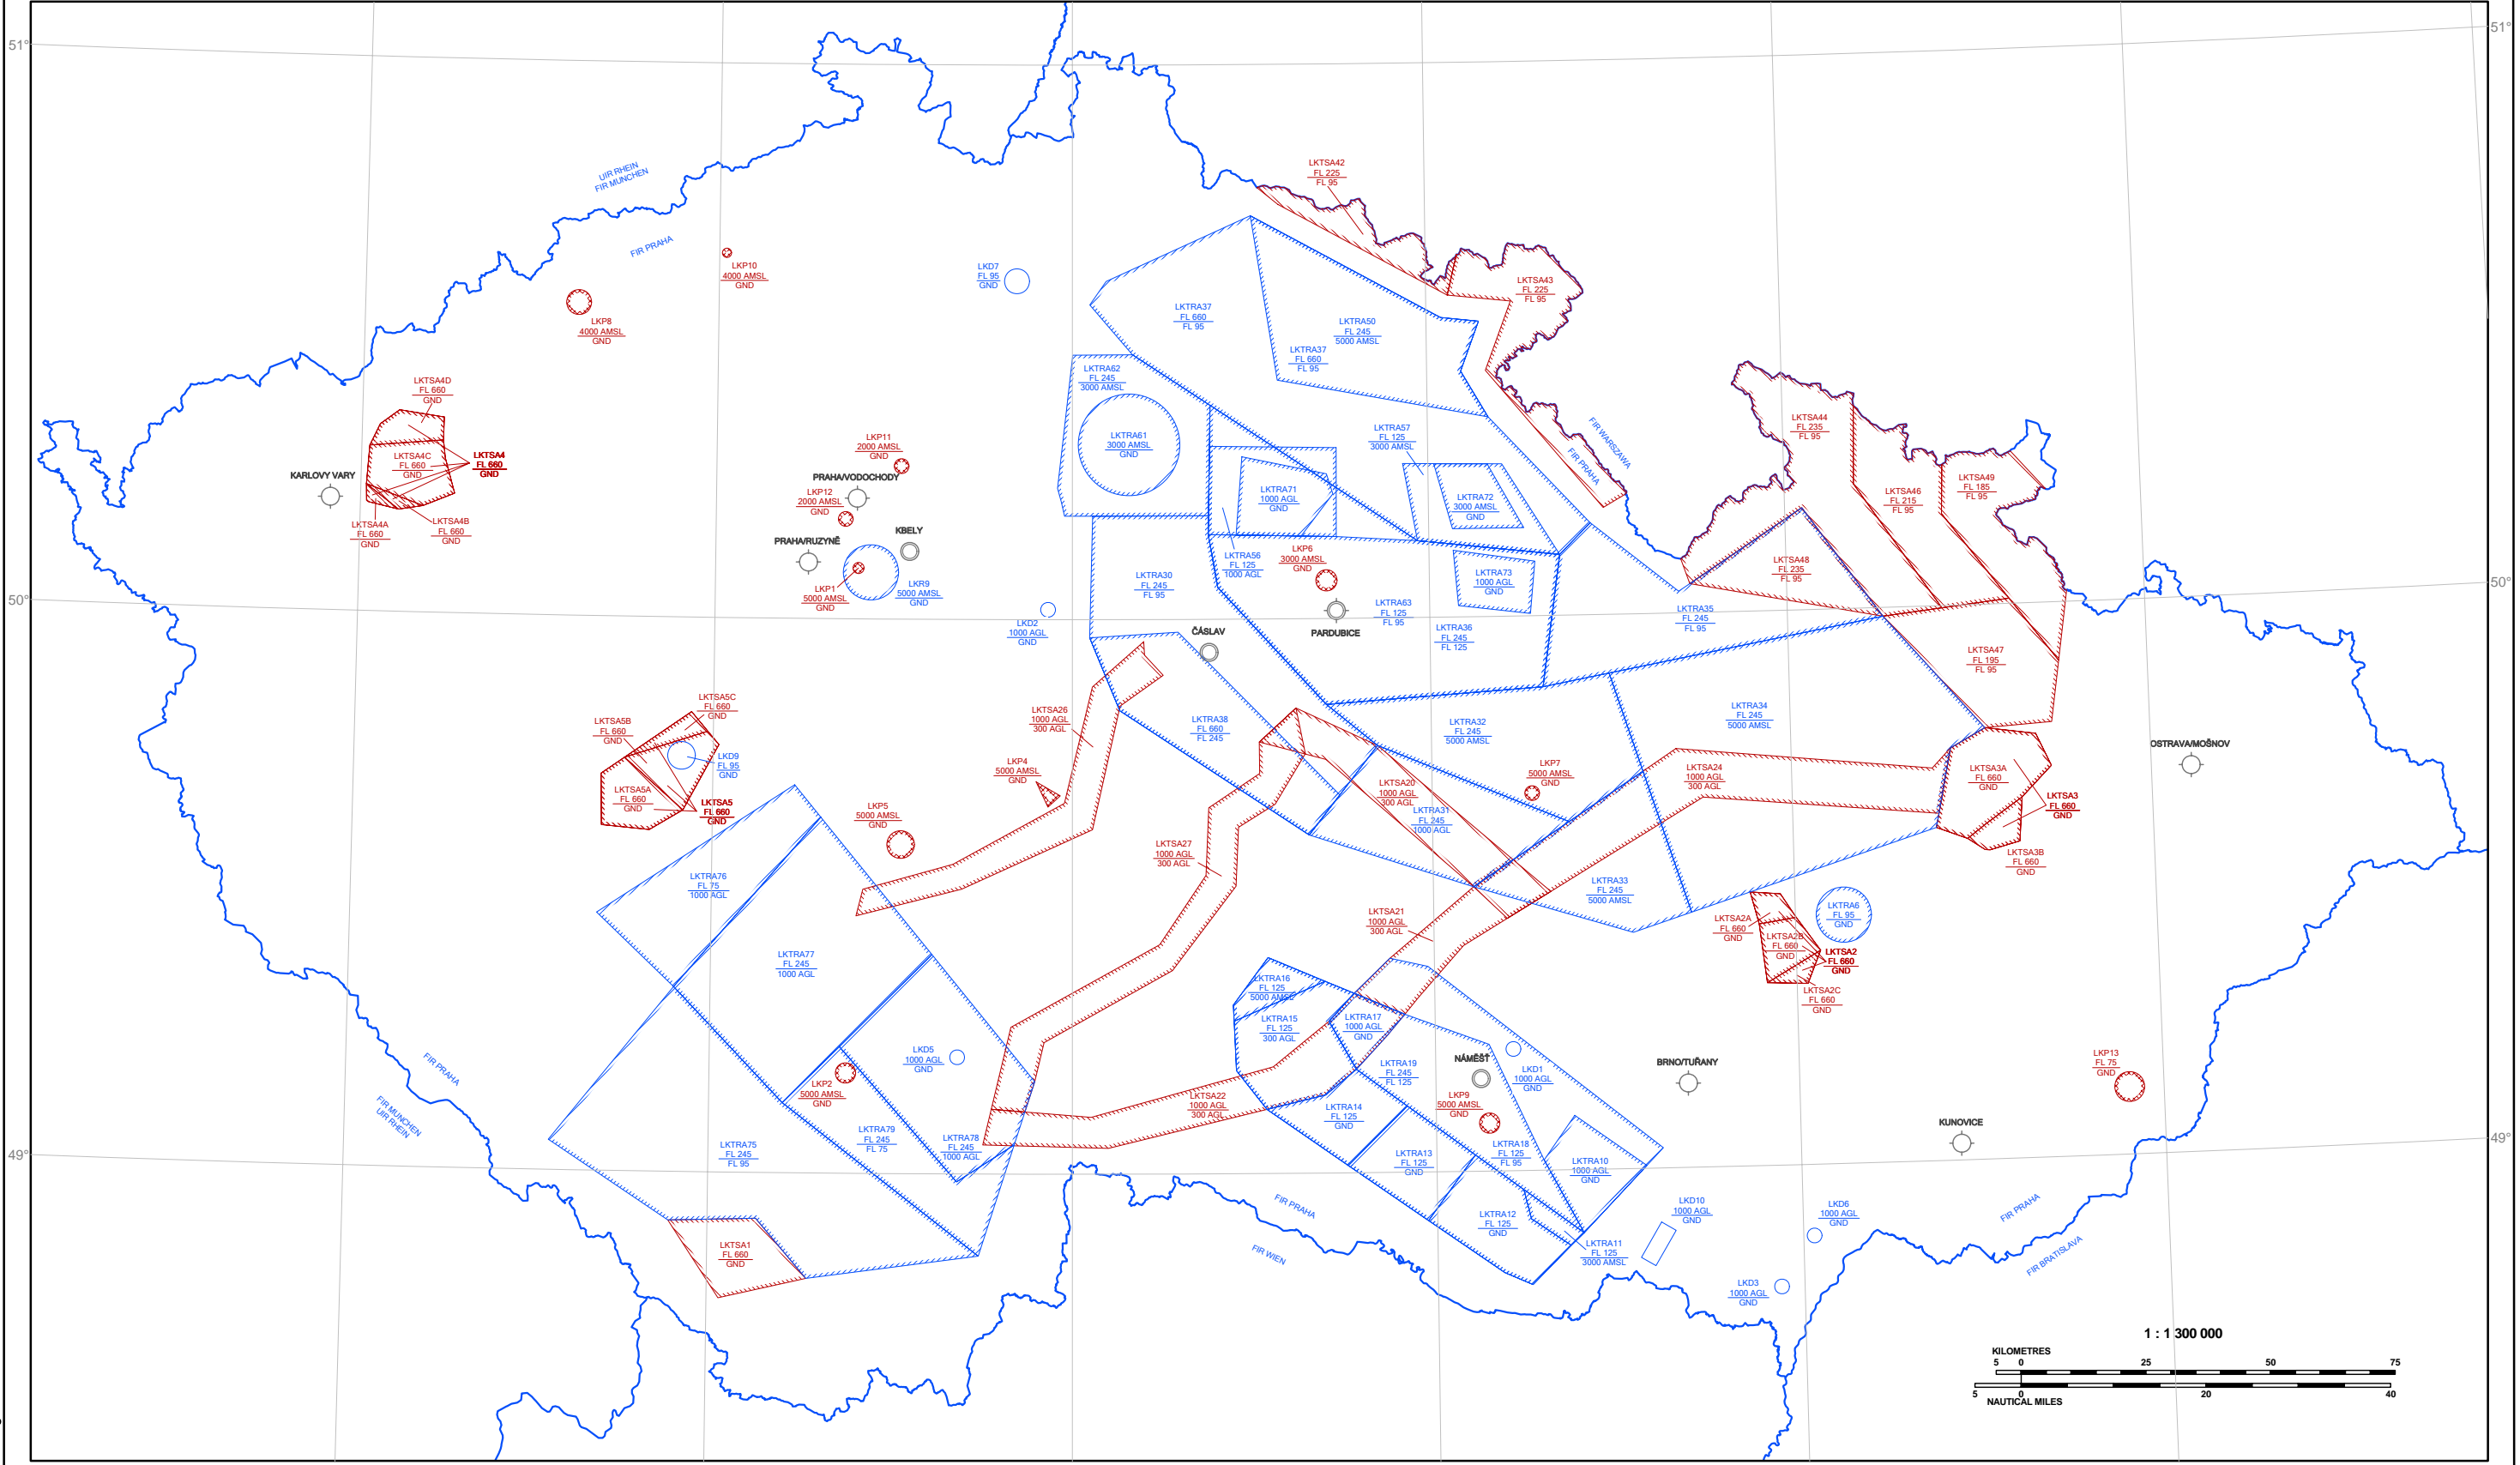 51°
51°
UIR RHEIN
FIR MUNCHEN
FIR PRAHA
LKTSA42
FL 225
FL 95
LKP10
4000 AMSL
GND
LKD7
FL 95
GND
LKTSA43
FL 225
FL 95
LKP8
4000 AMSL
GND
LKTRA37
FL 660
FL 95
LKTRA50
FL 245
5000 AMSL
LKTRA37
FL 660
FL 95
LKTRA62
FL 245
3000 AMSL
LKTSA4D
FL 660
GND
LKTSA44
FL 235
FL 95
LKTRA61
3000 AMSL
GND
LKTRA57
FL 125
3000 AMSL
FIR WARSZAWA
FIR PRAHA
LKP11
2000 AMSL
GND
LKTSA4C
FL 660
GND
LKTSA4
FL 660
GND
KARLOVY VARY
PRAHA/VODOCHODY
LKTSA49
FL 185
FL 95
LKTSA46
FL 215
FL 95
LKTRA71
1000 AGL
GND
LKTRA72
3000 AMSL
GND
LKP12
2000 AMSL
GND
LKTSA4A
FL 660
GND
LKTSA4B
FL 660
GND
KBELY
PRAHA/RUZYNĚ
LKTRA56
FL 125
1000 AGL
LKP6
3000 AMSL
GND
LKTSA48
FL 235
FL 95
LKTRA73
1000 AGL
GND
LKTRA30
FL 245
FL 95
LKP1
5000 AMSL
GND
LKR9
5000 AMSL
GND
50°
50°
LKTRA63
FL 125
FL 95
LKTRA35
FL 245
FL 95
LKD2
1000 AGL
GND
ČÁSLAV
PARDUBICE
LKTRA36
FL 245
FL 125
LKTSA47
FL 195
FL 95
LKTSA5C
FL 660
GND
LKTSA5B
FL 660
GND
LKTSA26
1000 AGL
300 AGL
LKTRA38
FL 660
FL 245
LKTRA32
FL 245
5000 AMSL
LKTRA34
FL 245
5000 AMSL
OSTRAVA/MOŠNOV
LKD9
FL 95
GND
LKP4
5000 AMSL
GND
LKP7
5000 AMSL
GND
LKTSA24
1000 AGL
300 AGL
LKTSA3A
FL 660
GND
LKTSA5A
FL 660
GND
LKTSA5
FL 660
GND
LKTSA20
1000 AGL
300 AGL
LKTSA3
FL 660
GND
LKP5
5000 AMSL
GND
LKTRA31
FL 245
1000 AGL
LKTSA27
1000 AGL
300 AGL
LKTSA3B
FL 660
GND
LKTRA76
FL 75
1000 AGL
LKTRA33
FL 245
5000 AMSL
LKTSA21
1000 AGL
300 AGL
LKTSA2A
FL 660
GND
LKTRA6
FL 95
GND
LKTSA2B
FL 660
GND
LKTSA2
FL 660
GND
LKTRA77
FL 245
1000 AGL
LKTRA16
FL 125
5000 AMSL
LKTSA2C
FL 660
GND
LKTRA15
FL 125
300 AGL
LKTRA17
1000 AGL
GND
LKD5
1000 AGL
GND
NÁMĚŠŤ
BRNO/TUŘANY
LKTRA19
FL 245
FL 125
LKD1
1000 AGL
GND
LKP13
FL 75
GND
FIR PRAHA
FIR MUNCHEN
UIR RHEIN
LKP2
5000 AMSL
GND
LKTSA22
1000 AGL
300 AGL
LKP9
5000 AMSL
GND
LKTRA14
FL 125
GND
KUNOVICE
49°
49°
LKTRA75
FL 245
FL 95
LKTRA79
FL 245
FL 75
LKTRA78
FL 245
1000 AGL
LKTRA13
FL 125
GND
LKTRA18
FL 125
FL 95
LKTRA10
1000 AGL
GND
FIR PRAHA
FIR WIEN
LKTRA12
FL 125
GND
LKD10
1000 AGL
GND
LKD6
1000 AGL
GND
FIR PRAHA
FIR BRATISLAVA
LKTSA1
FL 660
GND
LKTRA11
FL 125
3000 AMSL
LKD3
1000 AGL
GND
1 : 1 300 000
KILOMETRES
5 0 25 50 75
5 0 20 40
NAUTICAL MILES